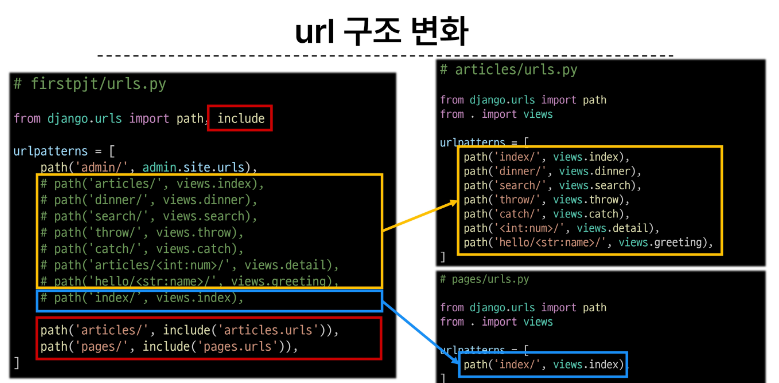 url 구조 변화
# firstpjt/urls.py
from django.urls import path, include
urlpatterns = [
path('admin/', admin.site.urls),
# path('articles/', views.index),
# path('dinner/', views.dinner),
# path('search/', views.search),
# path('throw/', views.throw),
# path('catch/', views.catch),
# path('articles/<int:num>/', views.detail),
# path('hello/<str:name>/', views.greeting),
# path('index/', views.index),
path('articles/', include('articles.urls')),
path('pages/', include('pages.urls')),
]
# articles/urls.py
from django.urls import path
from . import views
urlpatterns = [
path('index/', views.index),
path('dinner/', views.dinner),
path('search/', views.search),
path('throw/', views.throw),
path('catch/', views.catch),
path('<int:num>/', views.detail),
path('hello/<str:name>/', views.greeting),
]
# pages/urls.py
from django.urls import path
from . import views
urlpatterns = [
path('index/', views.index),
]